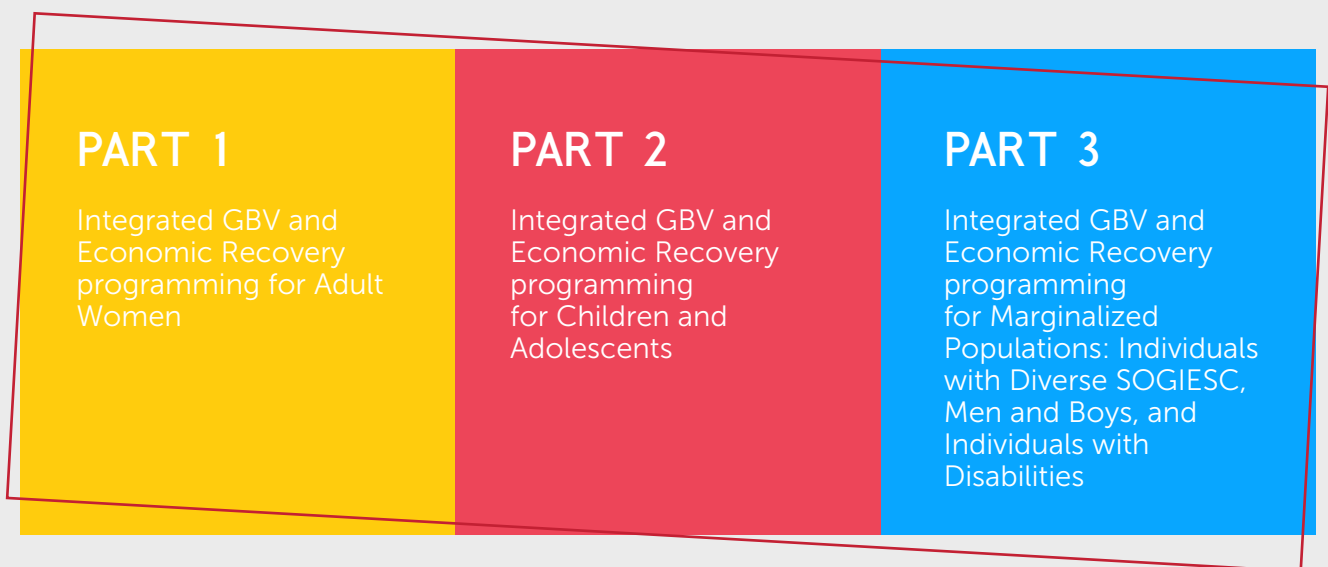 PART 1
Integrated GBV and
Economic Recovery
programming for Adult
Women
PART 2
Integrated GBV and
Economic Recovery
programming
for Children and
Adolescents
PART 3
Integrated GBV and
Economic Recovery
programming
for Marginalized
Populations: Individuals
with Diverse SOGIESC,
Men and Boys, and
Individuals with
Disabilities